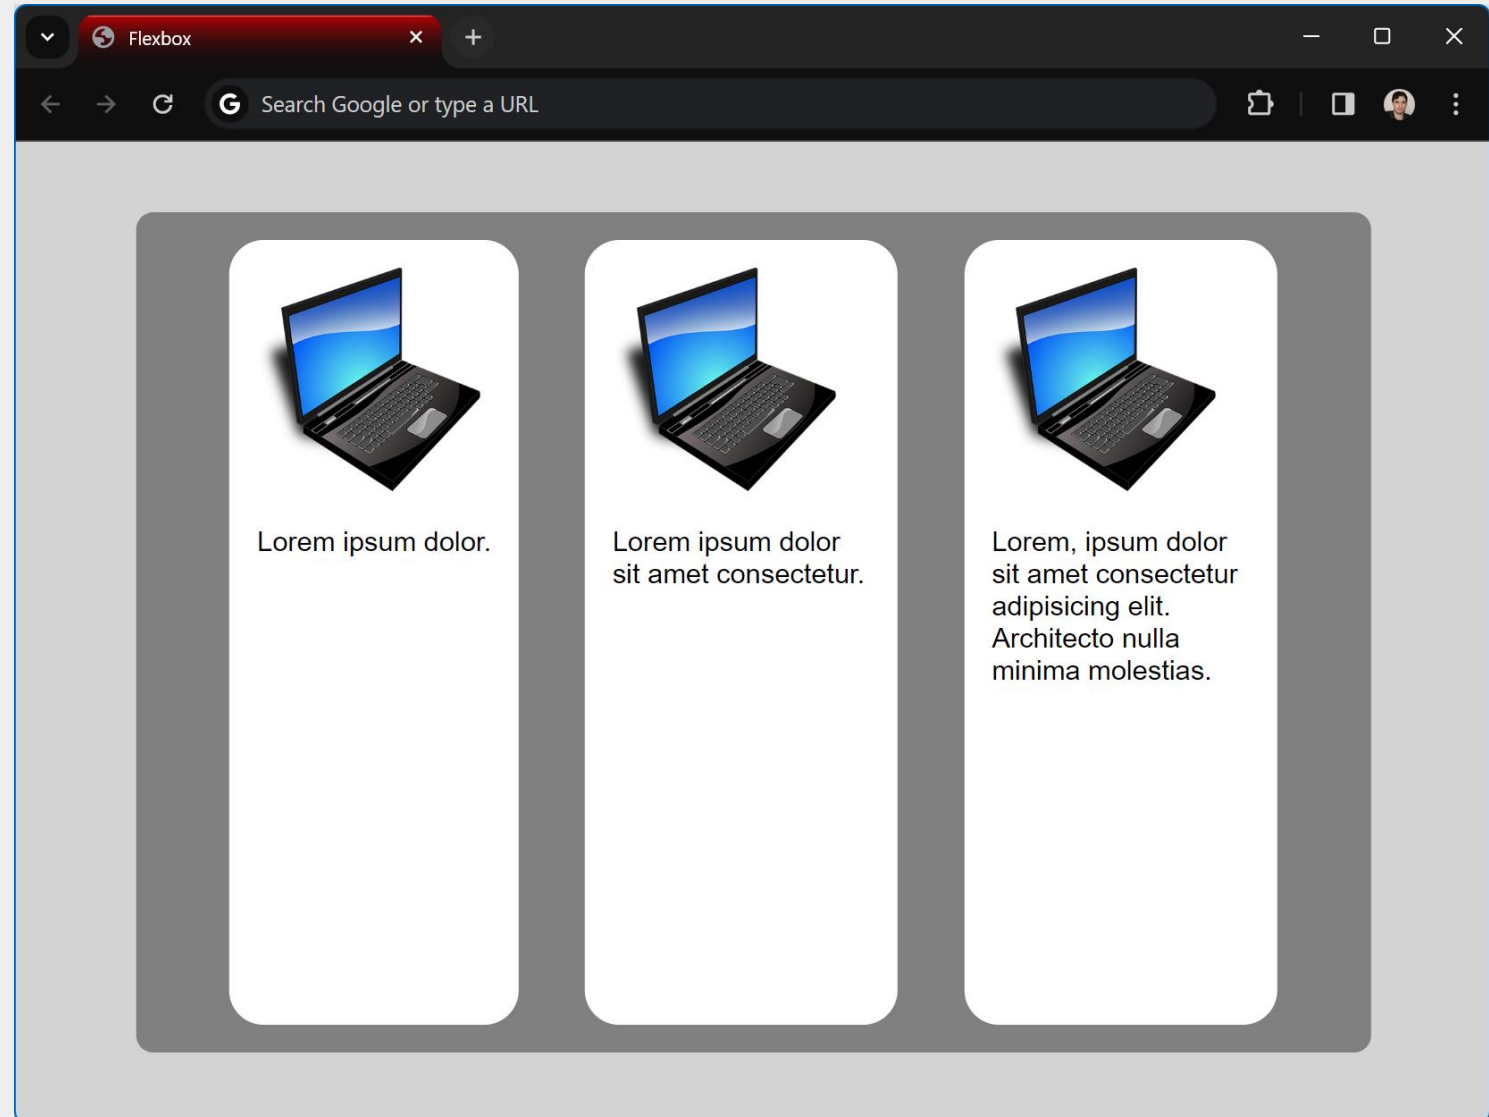 Flexbox
G Search Google or type a URL
Lorem ipsum dolor.
Lorem ipsum dolor
sit amet consectetur.
Lorem, ipsum dolor
sit amet consectetur
adipisicing elit.
Architecto nulla
minima molestias.